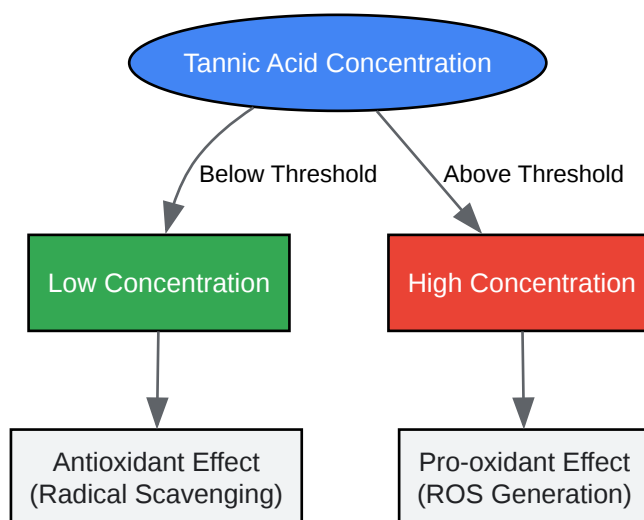 Tannic Acid Concentration
Below Threshold
Above Threshold
Low Concentration
High Concentration
Antioxidant Effect
(Radical Scavenging)
Pro-oxidant Effect
(ROS Generation)